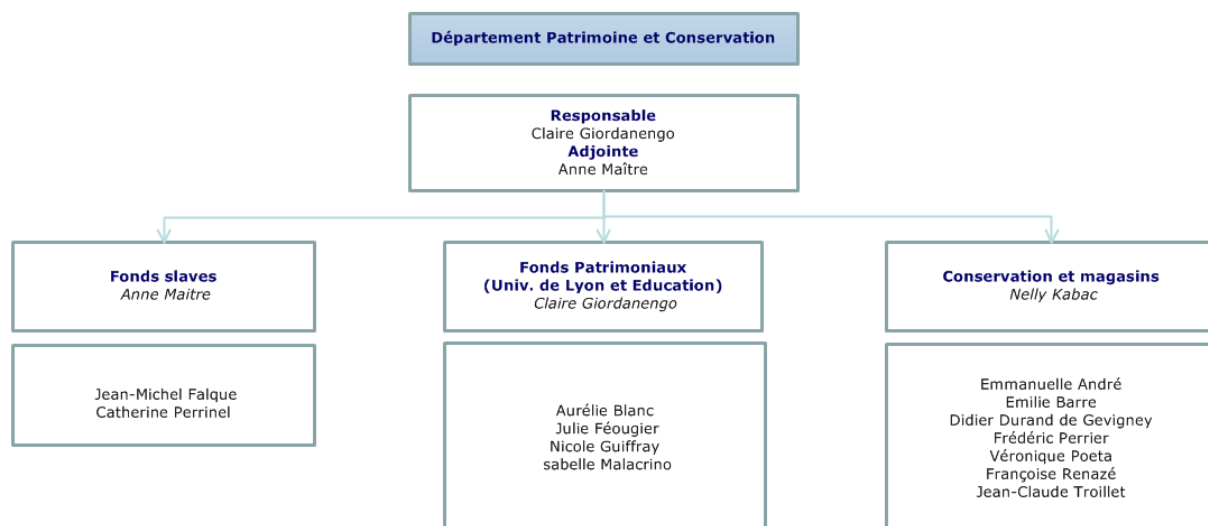 Département Patrimoine et Conservation
Responsable
Claire Giordanengo
Adjointe
Anne Maître
Fonds slaves
Anne Maitre
Jean-Michel Falque
Catherine Perrinel
Fonds Patrimoniaux
(Univ. de Lyon et Education)
Claire Giordanengo
Aurélie Blanc
Julie Féougier
Nicole Guiffray
sabelle Malacrino
Conservation et magasins
Nelly Kabac
Emmanuelle André
Emilie Barre
Didier Durand de Gevigney
Frédéric Perrier
Véronique Poeta
Françoise Renazé
Jean-Claude Troillet